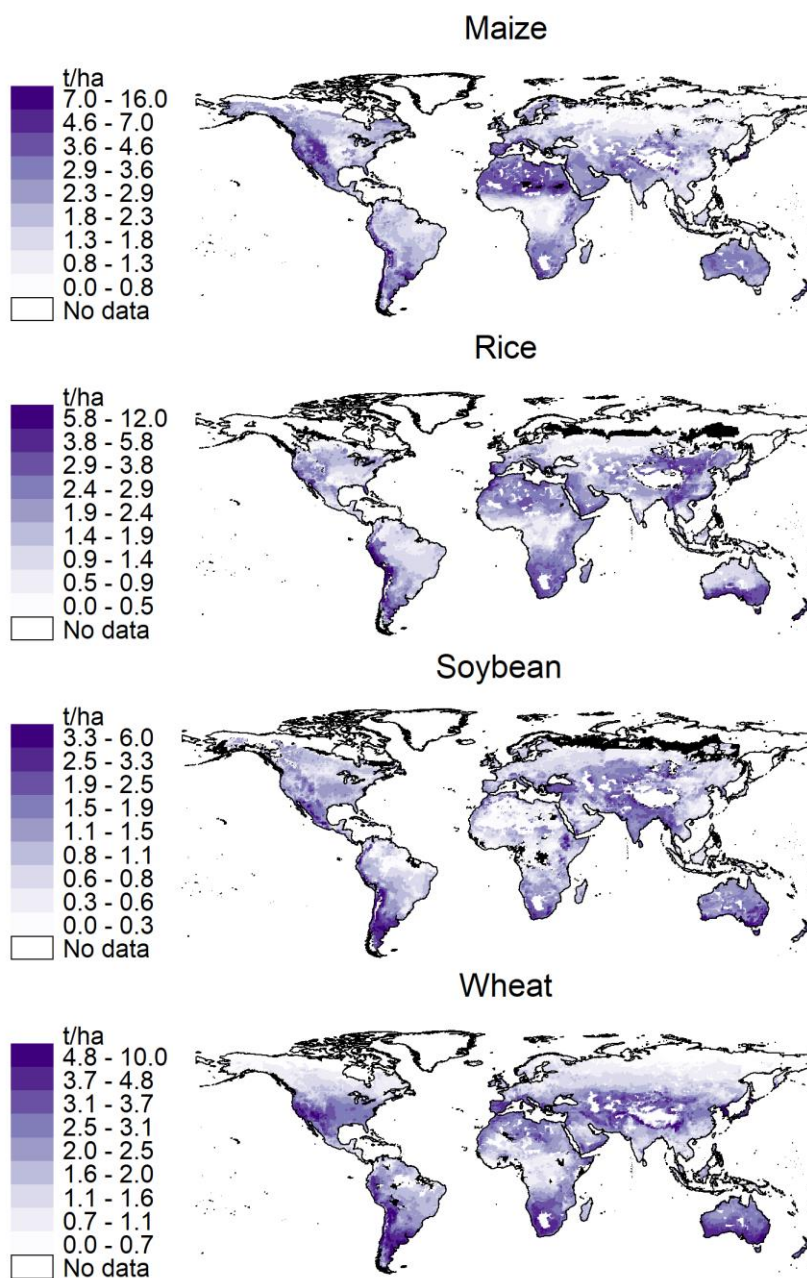 Maize
t/ha
7.0 - 16.0
4.6 - 7.0
3.6 - 4.6
2.9 - 3.6
2.3 - 2.9
1.8 - 2.3
1.3 - 1.8
0.8 - 1.3
0.0 - 0.8
No data
Rice
t/ha
5.8 - 12.0
3.8 - 5.8
2.9 - 3.8
2.4 - 2.9
1.9 - 2.4
1.4 - 1.9
0.9 - 1.4
0.5 - 0.9
0.0 - 0.5
No data
Soybean
t/ha
3.3 - 6.0
2.5 - 3.3
1.9 - 2.5
1.5 - 1.9
1.1 - 1.5
0.8 - 1.1
0.6 - 0.8
0.3 - 0.6
0.0 - 0.3
No data
Wheat
t/ha
4.8 - 10.0
3.7 - 4.8
3.1 - 3.7
2.5 - 3.1
2.0 - 2.5
1.6 - 2.0
1.1 - 1.6
0.7 - 1.1
0.0 - 0.7
No data